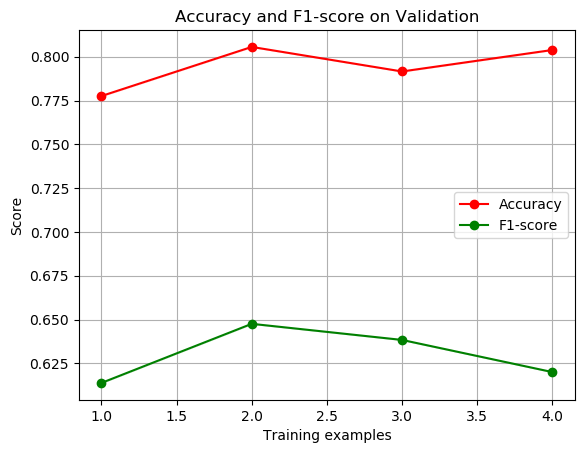 Accuracy and F1-score on Validation
0.800
0.775
0.750
0.725
0.700
0.675
0.650
0.625
Score
Accuracy
F1-score
1.0 1.5 2.0 2.5 3.0 3.5 4.0
Training examples